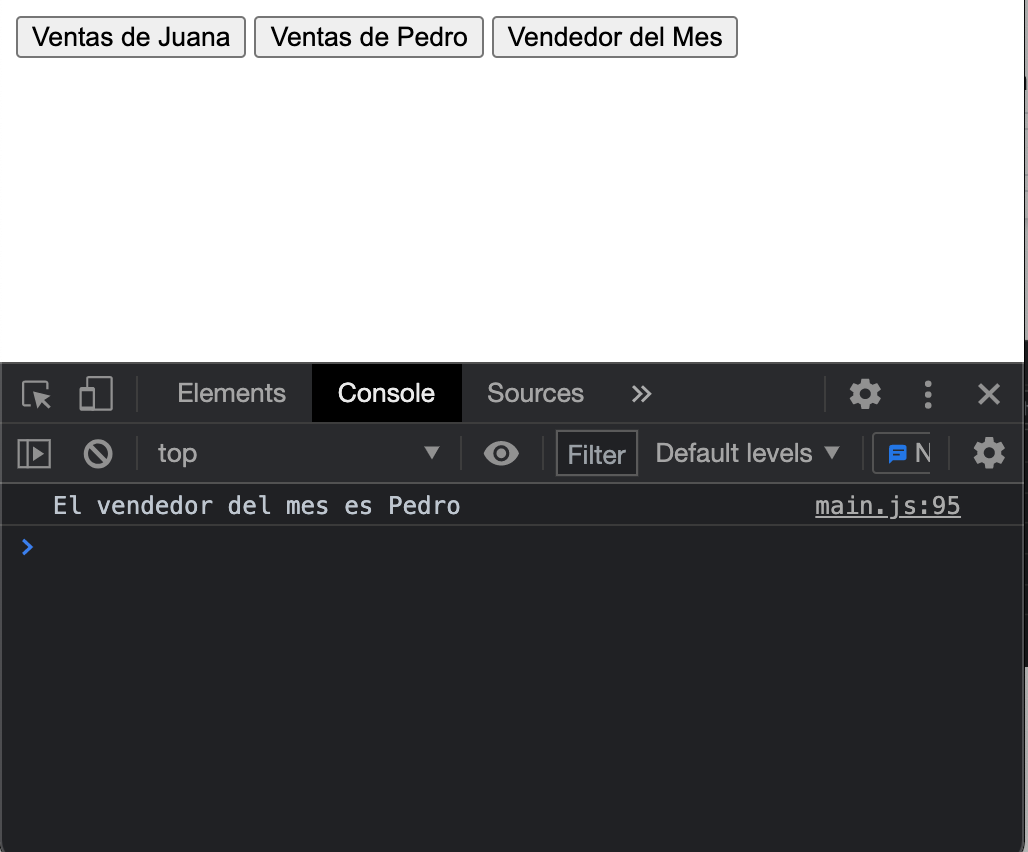 Ventas de Juana Ventas de Pedro Vendedor del Mes
Elements Console Sources
top Filter Default levels N
El vendedor del mes es Pedro main.js:95